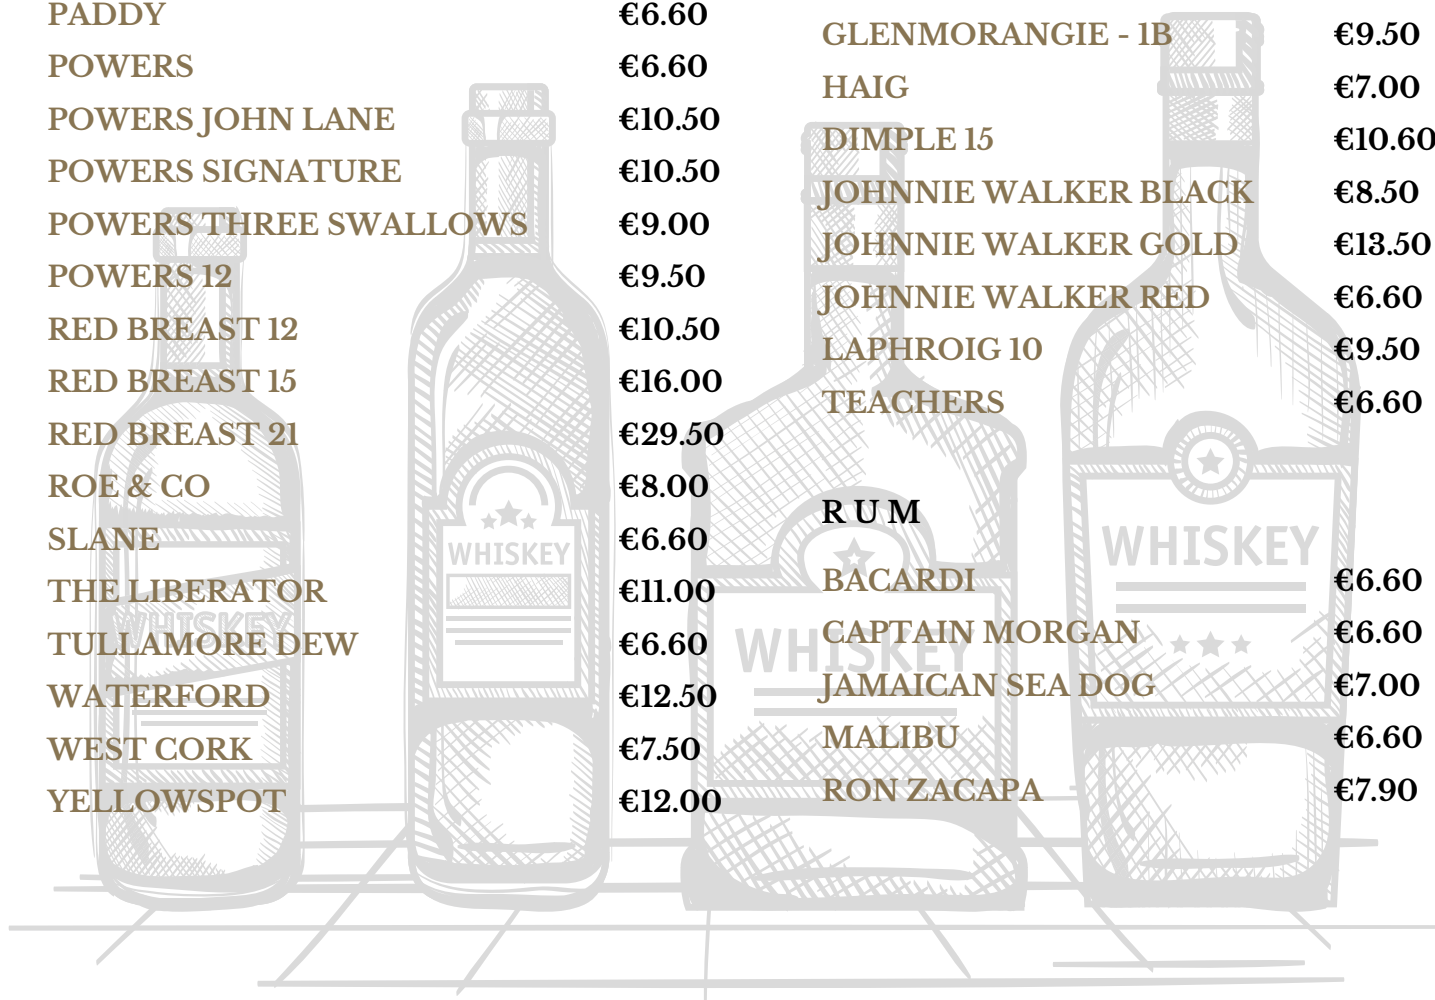 PADDY €6.60
POWERS €6.60
POWERS JOHN LANE €10.50
POWERS SIGNATURE €10.50
POWERS THREE SWALLOWS €9.00
POWERS 12 €9.50
RED BREAST 12 €10.50
RED BREAST 15 €16.00
RED BREAST 21 €29.50
ROE & CO €8.00
SLANE €6.60
THE LIBERATOR €11.00
TULLAMORE DEW €6.60
WATERFORD €12.50
WEST CORK €7.50
YELLOWSPOT €12.00
GLENMORANGIE - 1B €9.50
HAIG €7.00
DIMPLE 15 €10.60
JOHNNIE WALKER BLACK €8.50
JOHNNIE WALKER GOLD €13.50
JOHNNIE WALKER RED €6.60
LAPHROIG 10 €9.50
TEACHERS €6.60
RUM
BACARDI €6.60
CAPTAIN MORGAN €6.60
JAMAICAN SEA DOG €7.00
MALIBU €6.60
RON ZACAPA €7.90
WHISKEY
WHISKEY
WHISKEY
WHISKEY